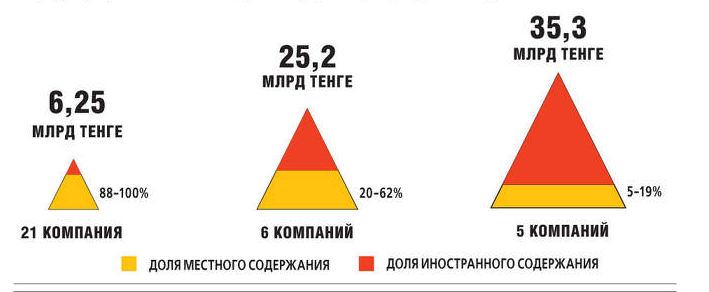 6,25
МЛРД ТЕНГЕ
88–100%
21 КОМПАНИЯ
25,2
МЛРД ТЕНГЕ
20–62%
6 КОМПАНИЙ
35,3
МЛРД ТЕНГЕ
5–19%
5 КОМПАНИЙ
ДОЛЯ МЕСТНОГО СОДЕРЖАНИЯ
ДОЛЯ ИНОСТРАННОГО СОДЕРЖАНИЯ